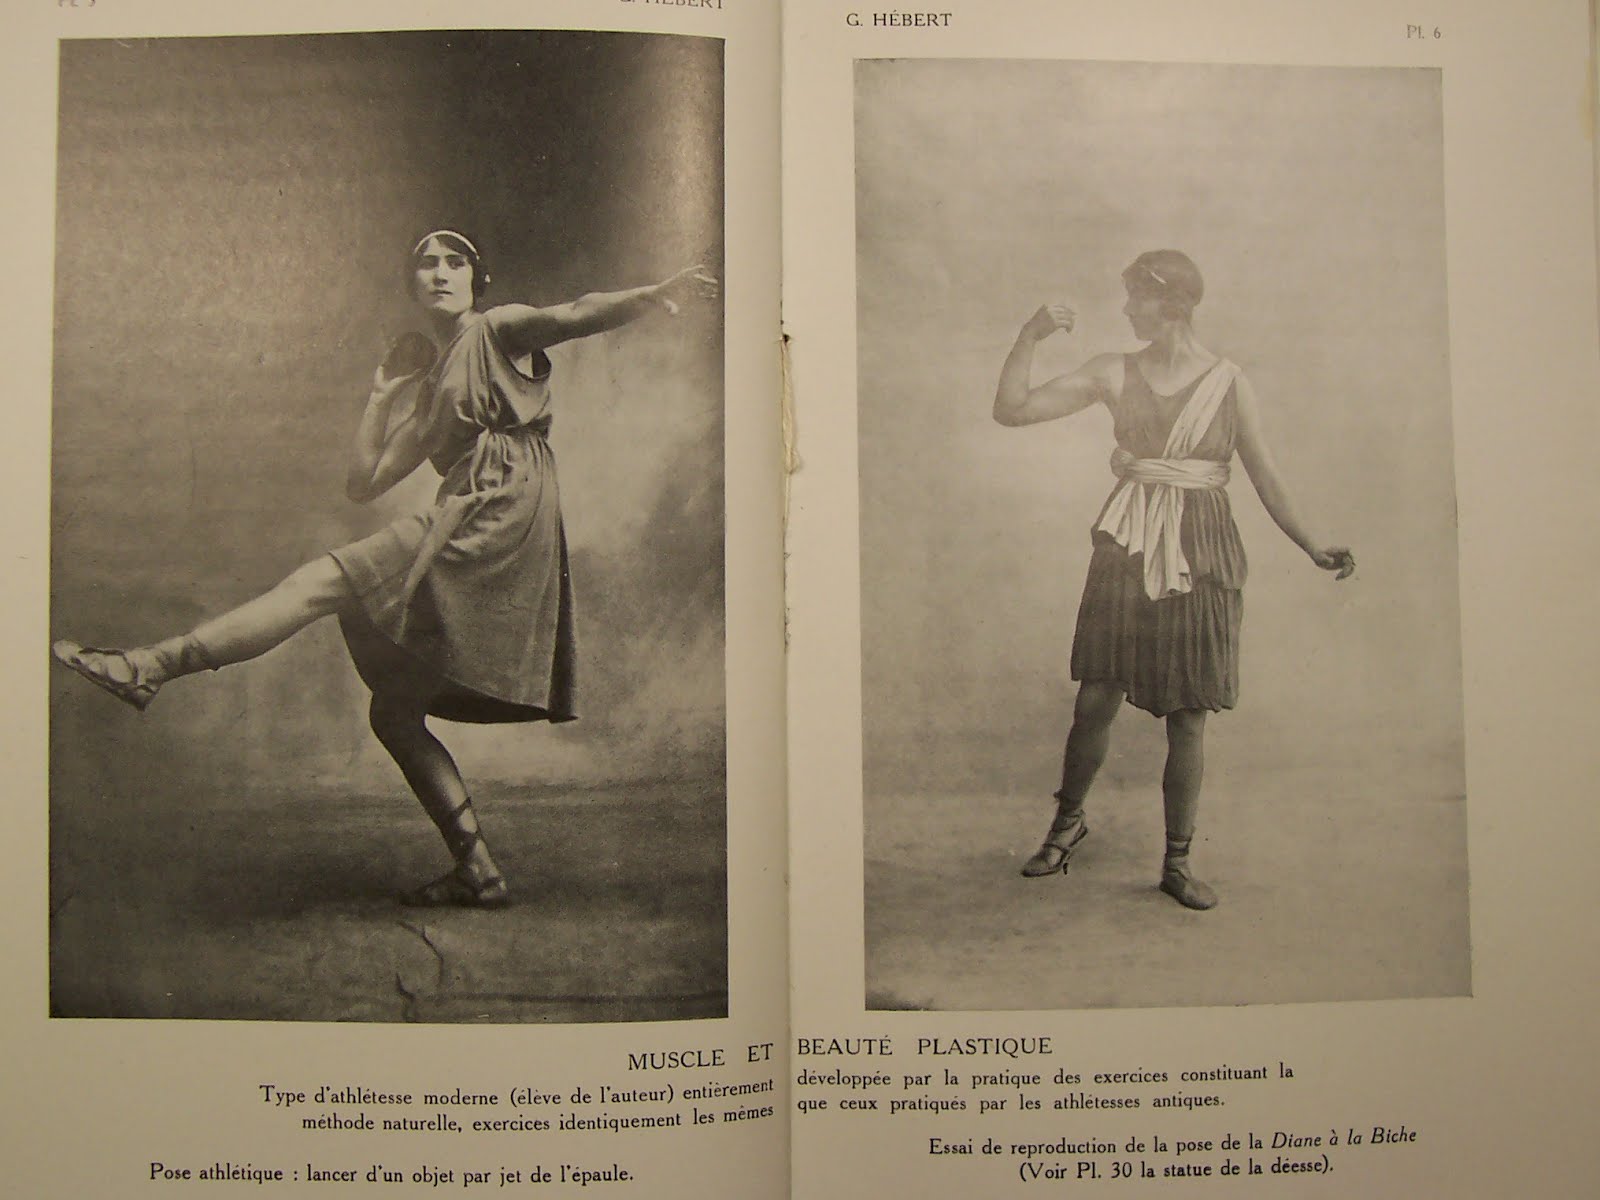 Pl. 5
G. HÉBERT
G. HÉBERT
Pl. 6
MUSCLE ET BEAUTÉ PLASTIQUE
Type d'athlétesse moderne (élève de l'auteur) entièrement développée par la pratique des exercices constituant la
méthode naturelle, exercices identiquement les mêmes que ceux pratiqués par les athlétesses antiques.
Pose athlétique : lancer d'un objet par jet de l'épaule.
Essai de reproduction de la pose de la Diane à la Biche
(Voir Pl. 30 la statue de la déesse).